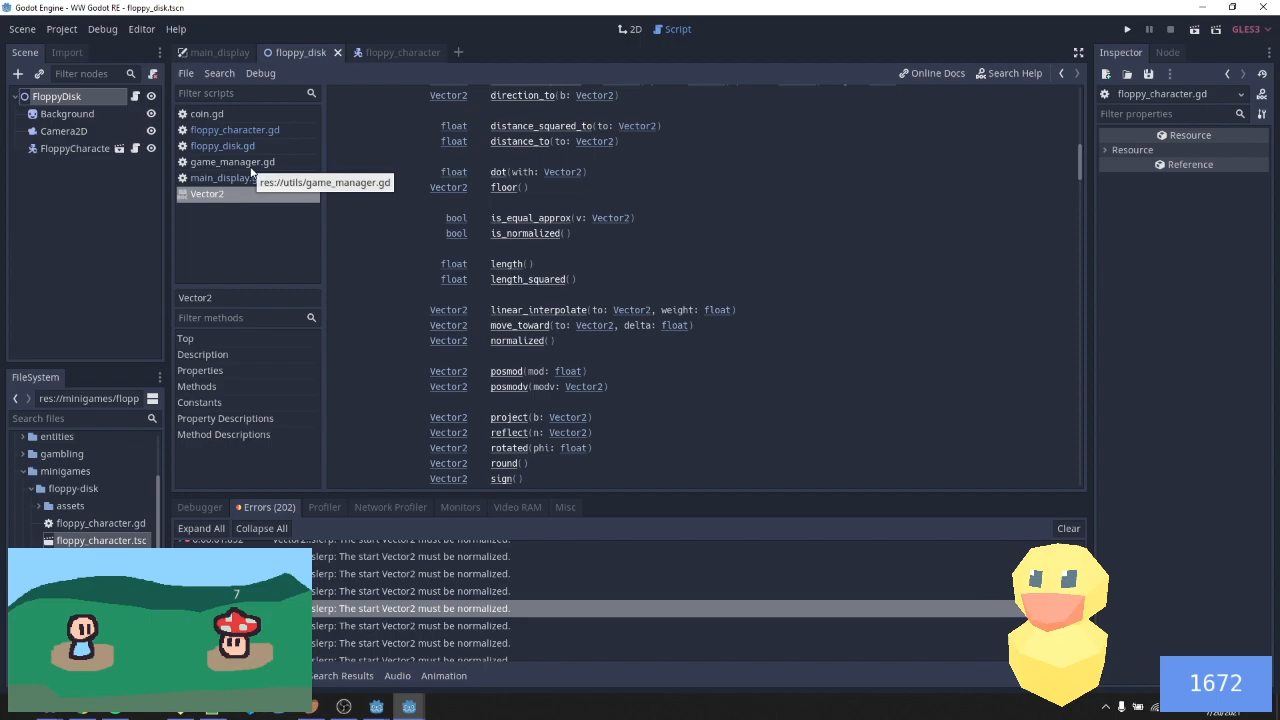 Godot Engine - WW Godot RE - floppy_disk.tscn
Scene Project Debug Editor Help
2D Script
GLES3
Scene Import
main_display floppy_disk floppy_character
Inspector Node
Filter nodes
File Search Debug
Online Docs Search Help
FloppyDisk
Filter scripts
direction_to(b: Vector2)
Vector2
floppy_character.gd
Background
coin.gd
Filter properties
Camera2D
floppy_character.gd
float distance_squared_to(to: Vector2)
Resource
FloppyCharacte
floppy_disk.gd
float distance_to(to: Vector2)
Resource
game_manager.gd
float dot(with: Vector2)
Reference
main_display.
res://utils/game_manager.gd
Vector2 floor()
Vector2
bool is_equal_approx(v: Vector2)
bool is_normalized()
float length()
float length_squared()
Vector2
Vector2 linear_interpolate(to: Vector2, weight: float)
Filter methods
Vector2 move_toward(to: Vector2, delta: float)
Top
Vector2 normalized()
Description
Properties
Vector2 posmod(mod: float)
Methods
Vector2 posmodv(modv: Vector2)
Constants
Property Descriptions
Vector2 project(b: Vector2)
Method Descriptions
Vector2 reflect(n: Vector2)
Vector2 rotated(phi: float)
Vector2 round()
Vector2 sign()
FileSystem
res://minigames/flopp
Search files
entities
gambling
minigames
floppy-disk
assets
floppy_character.gd
floppy_character.tsc
Debugger Errors (202) Profiler Network Profiler Monitors Video RAM Misc
Expand All Collapse All Clear
slerp: The start Vector2 must be normalized.
slerp: The start Vector2 must be normalized.
slerp: The start Vector2 must be normalized.
slerp: The start Vector2 must be normalized.
slerp: The start Vector2 must be normalized.
slerp: The start Vector2 must be normalized.
slerp: The start Vector2 must be normalized.
7
Search Results Audio Animation
1672